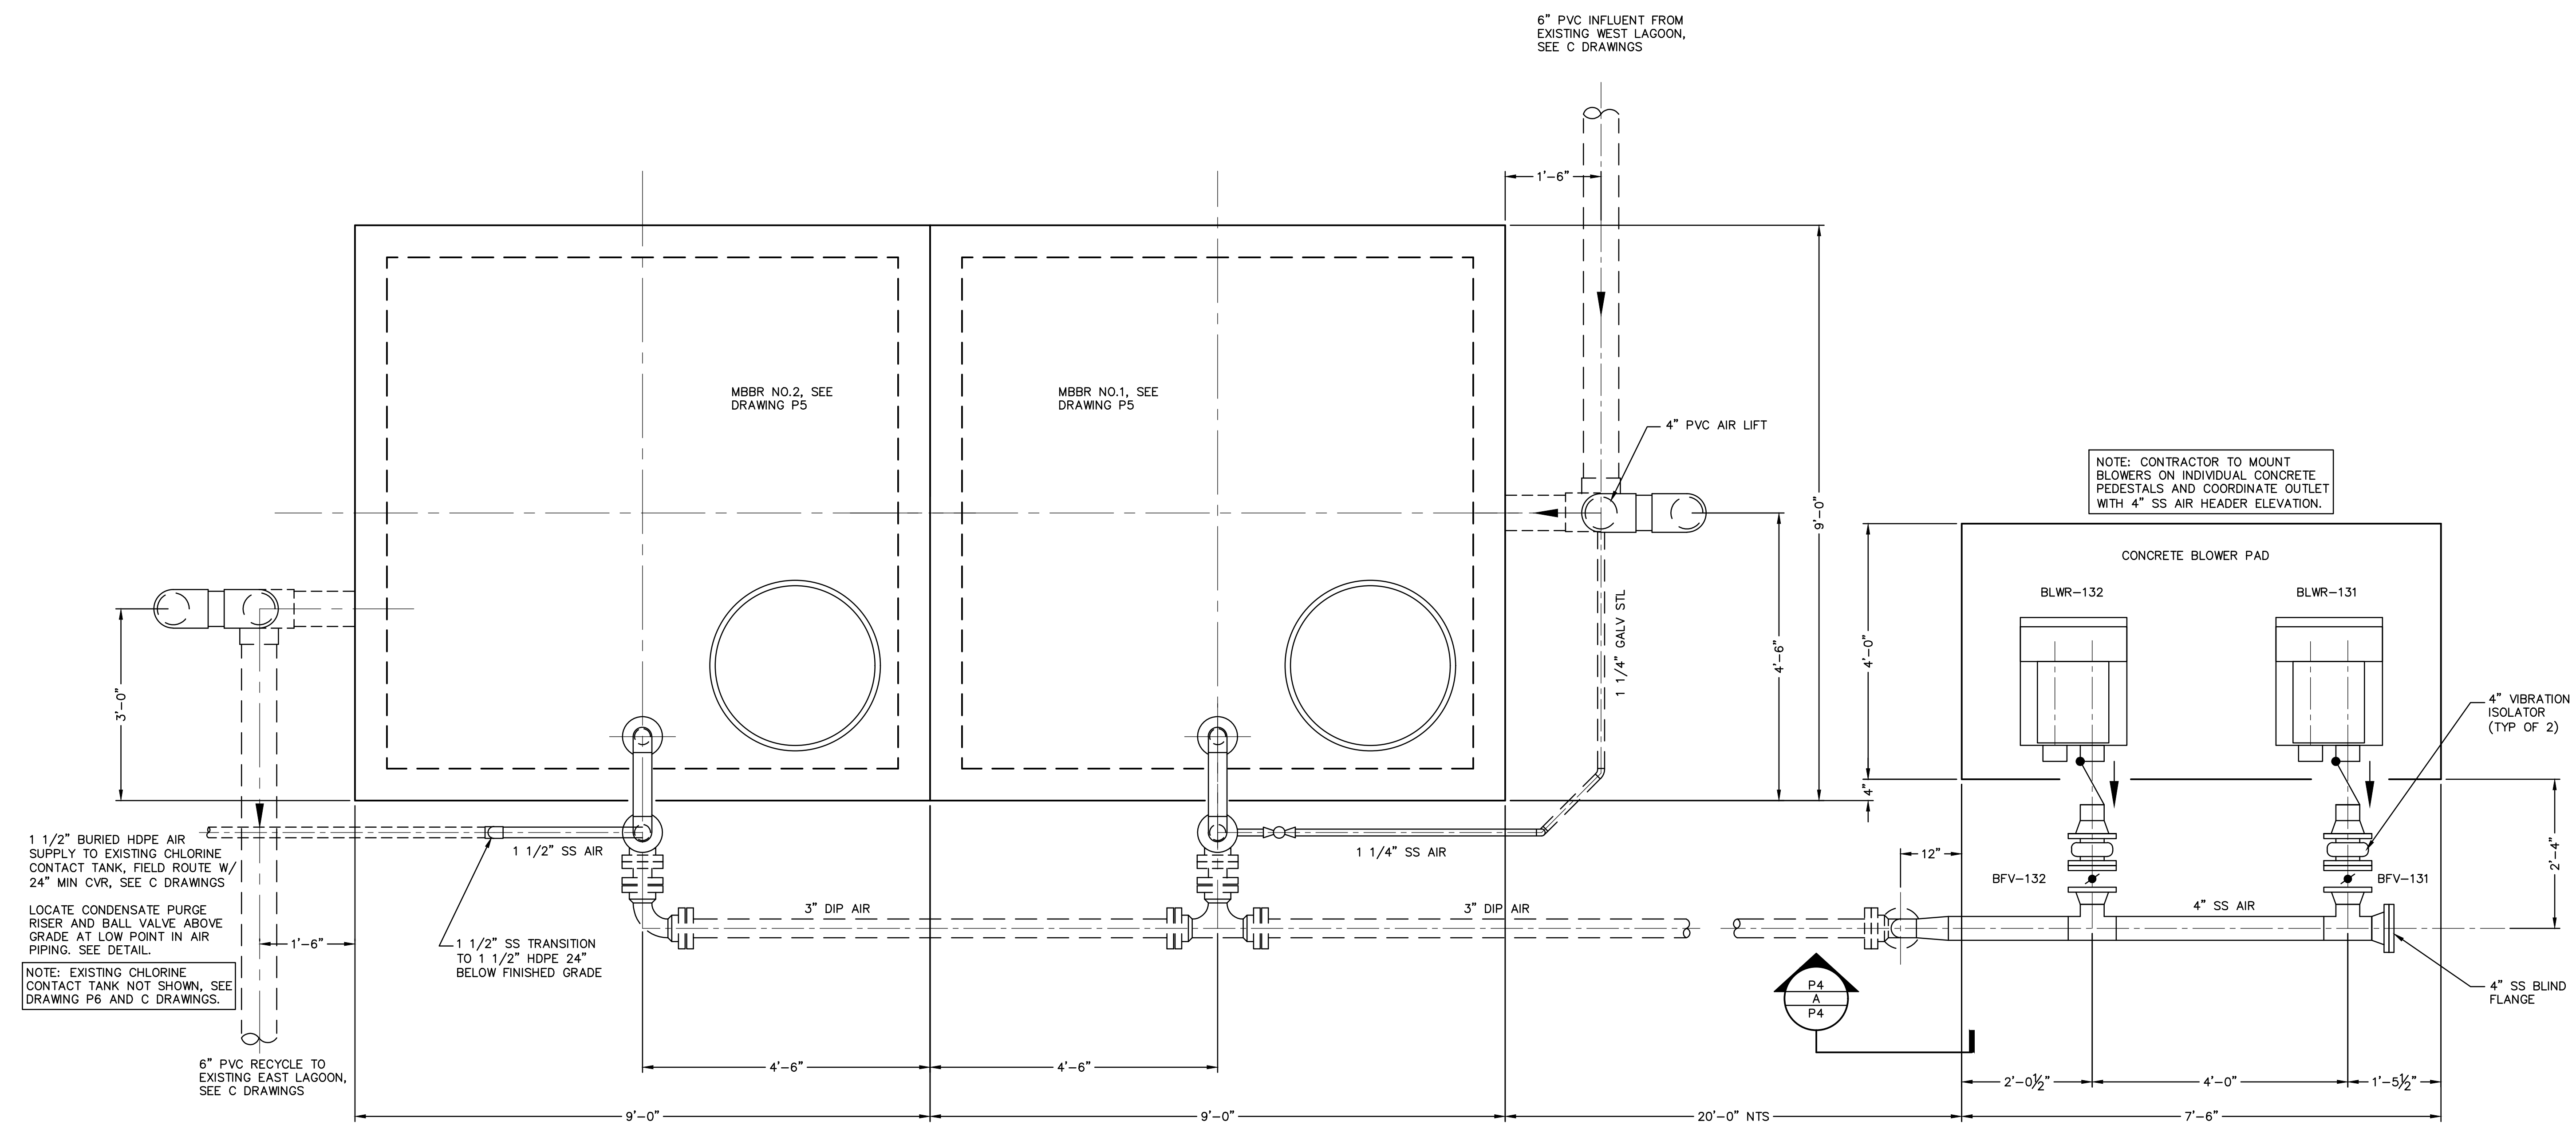 6" PVC INFLUENT FROM
EXISTING WEST LAGOON,
SEE C DRAWINGS
1'-6"
MBBR NO.2, SEE
DRAWING P5
MBBR NO.1, SEE
DRAWING P5
4" PVC AIR LIFT
9'-0"
4'-6"
1 1/4" GALV STL
NOTE: CONTRACTOR TO MOUNT
BLOWERS ON INDIVIDUAL CONCRETE
PEDESTALS AND COORDINATE OUTLET
WITH 4" SS AIR HEADER ELEVATION.
CONCRETE BLOWER PAD
BLWR-132
BLWR-131
4'-0"
4"
4" VIBRATION
ISOLATOR
(TYP OF 2)
2'-4"
3'-0"
1 1/2" BURIED HDPE AIR
SUPPLY TO EXISTING CHLORINE
CONTACT TANK, FIELD ROUTE W/
24" MIN CVR, SEE C DRAWINGS
LOCATE CONDENSATE PURGE
RISER AND BALL VALVE ABOVE
GRADE AT LOW POINT IN AIR
PIPING. SEE DETAIL.
NOTE: EXISTING CHLORINE
CONTACT TANK NOT SHOWN, SEE
DRAWING P6 AND C DRAWINGS.
1'-6"
6" PVC RECYCLE TO
EXISTING EAST LAGOON,
SEE C DRAWINGS
1 1/2" SS AIR
1 1/2" SS TRANSITION
TO 1 1/2" HDPE 24"
BELOW FINISHED GRADE
3" DIP AIR
1 1/4" SS AIR
3" DIP AIR
12"
BFV-132
BFV-131
4" SS AIR
4" SS BLIND
FLANGE
P4
A
P4
4'-6"
4'-6"
2'-0½"
4'-0"
1'-5½"
9'-0"
9'-0"
20'-0" NTS
7'-6"